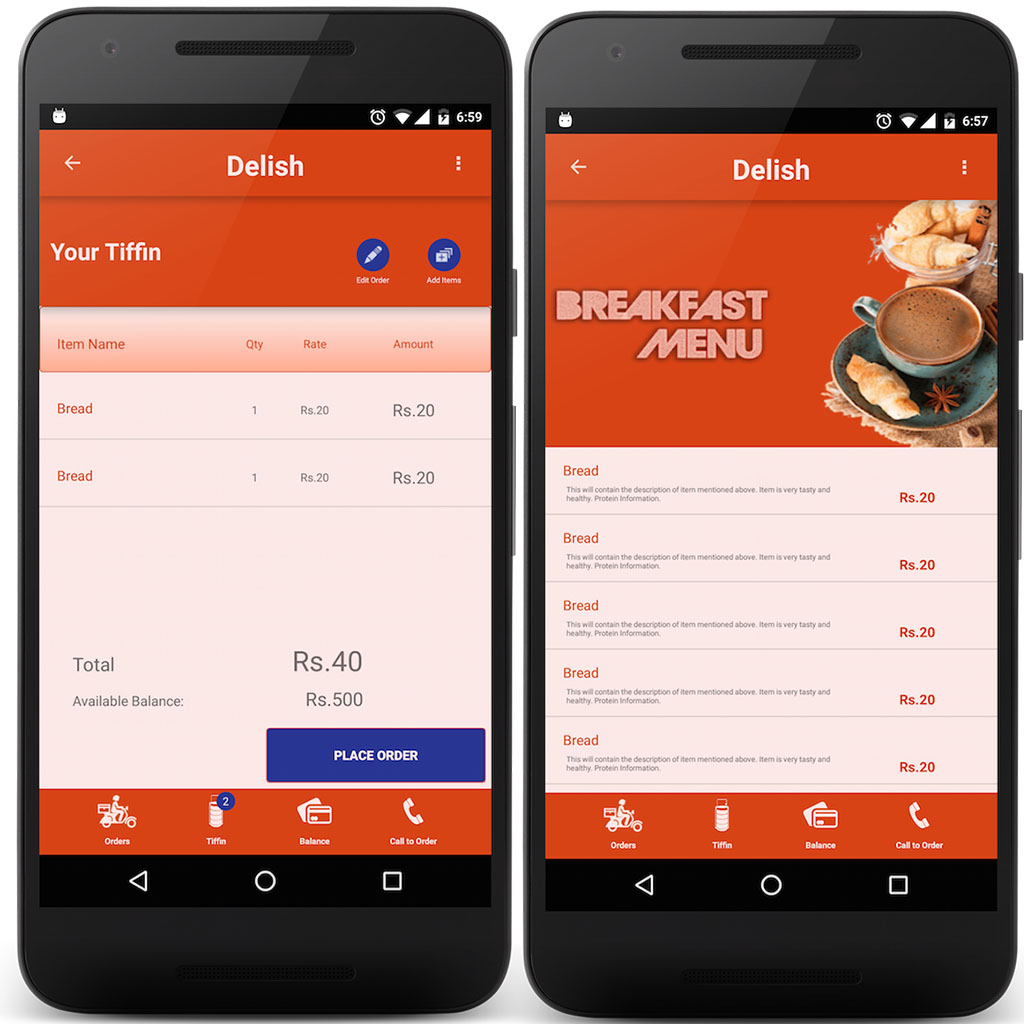 6:59
Delish
Your Tiffin
Edit Order
Add Items
Item Name Qty Rate Amount
Bread 1 Rs.20 Rs.20
Bread 1 Rs.20 Rs.20
Total Rs.40
Available Balance: Rs.500
PLACE ORDER
2
Orders Tiffin Balance Call to Order
6:57
Delish
BREAKFAST
MENU
Bread
This will contain the description of item mentioned above. Item is very tasty and
healthy. Protein Information.
Rs.20
Bread
This will contain the description of item mentioned above. Item is very tasty and
healthy. Protein Information.
Rs.20
Bread
This will contain the description of item mentioned above. Item is very tasty and
healthy. Protein Information.
Rs.20
Bread
This will contain the description of item mentioned above. Item is very tasty and
healthy. Protein Information.
Rs.20
Bread
This will contain the description of item mentioned above. Item is very tasty and
healthy. Protein Information.
Rs.20
Orders Tiffin Balance Call to Order